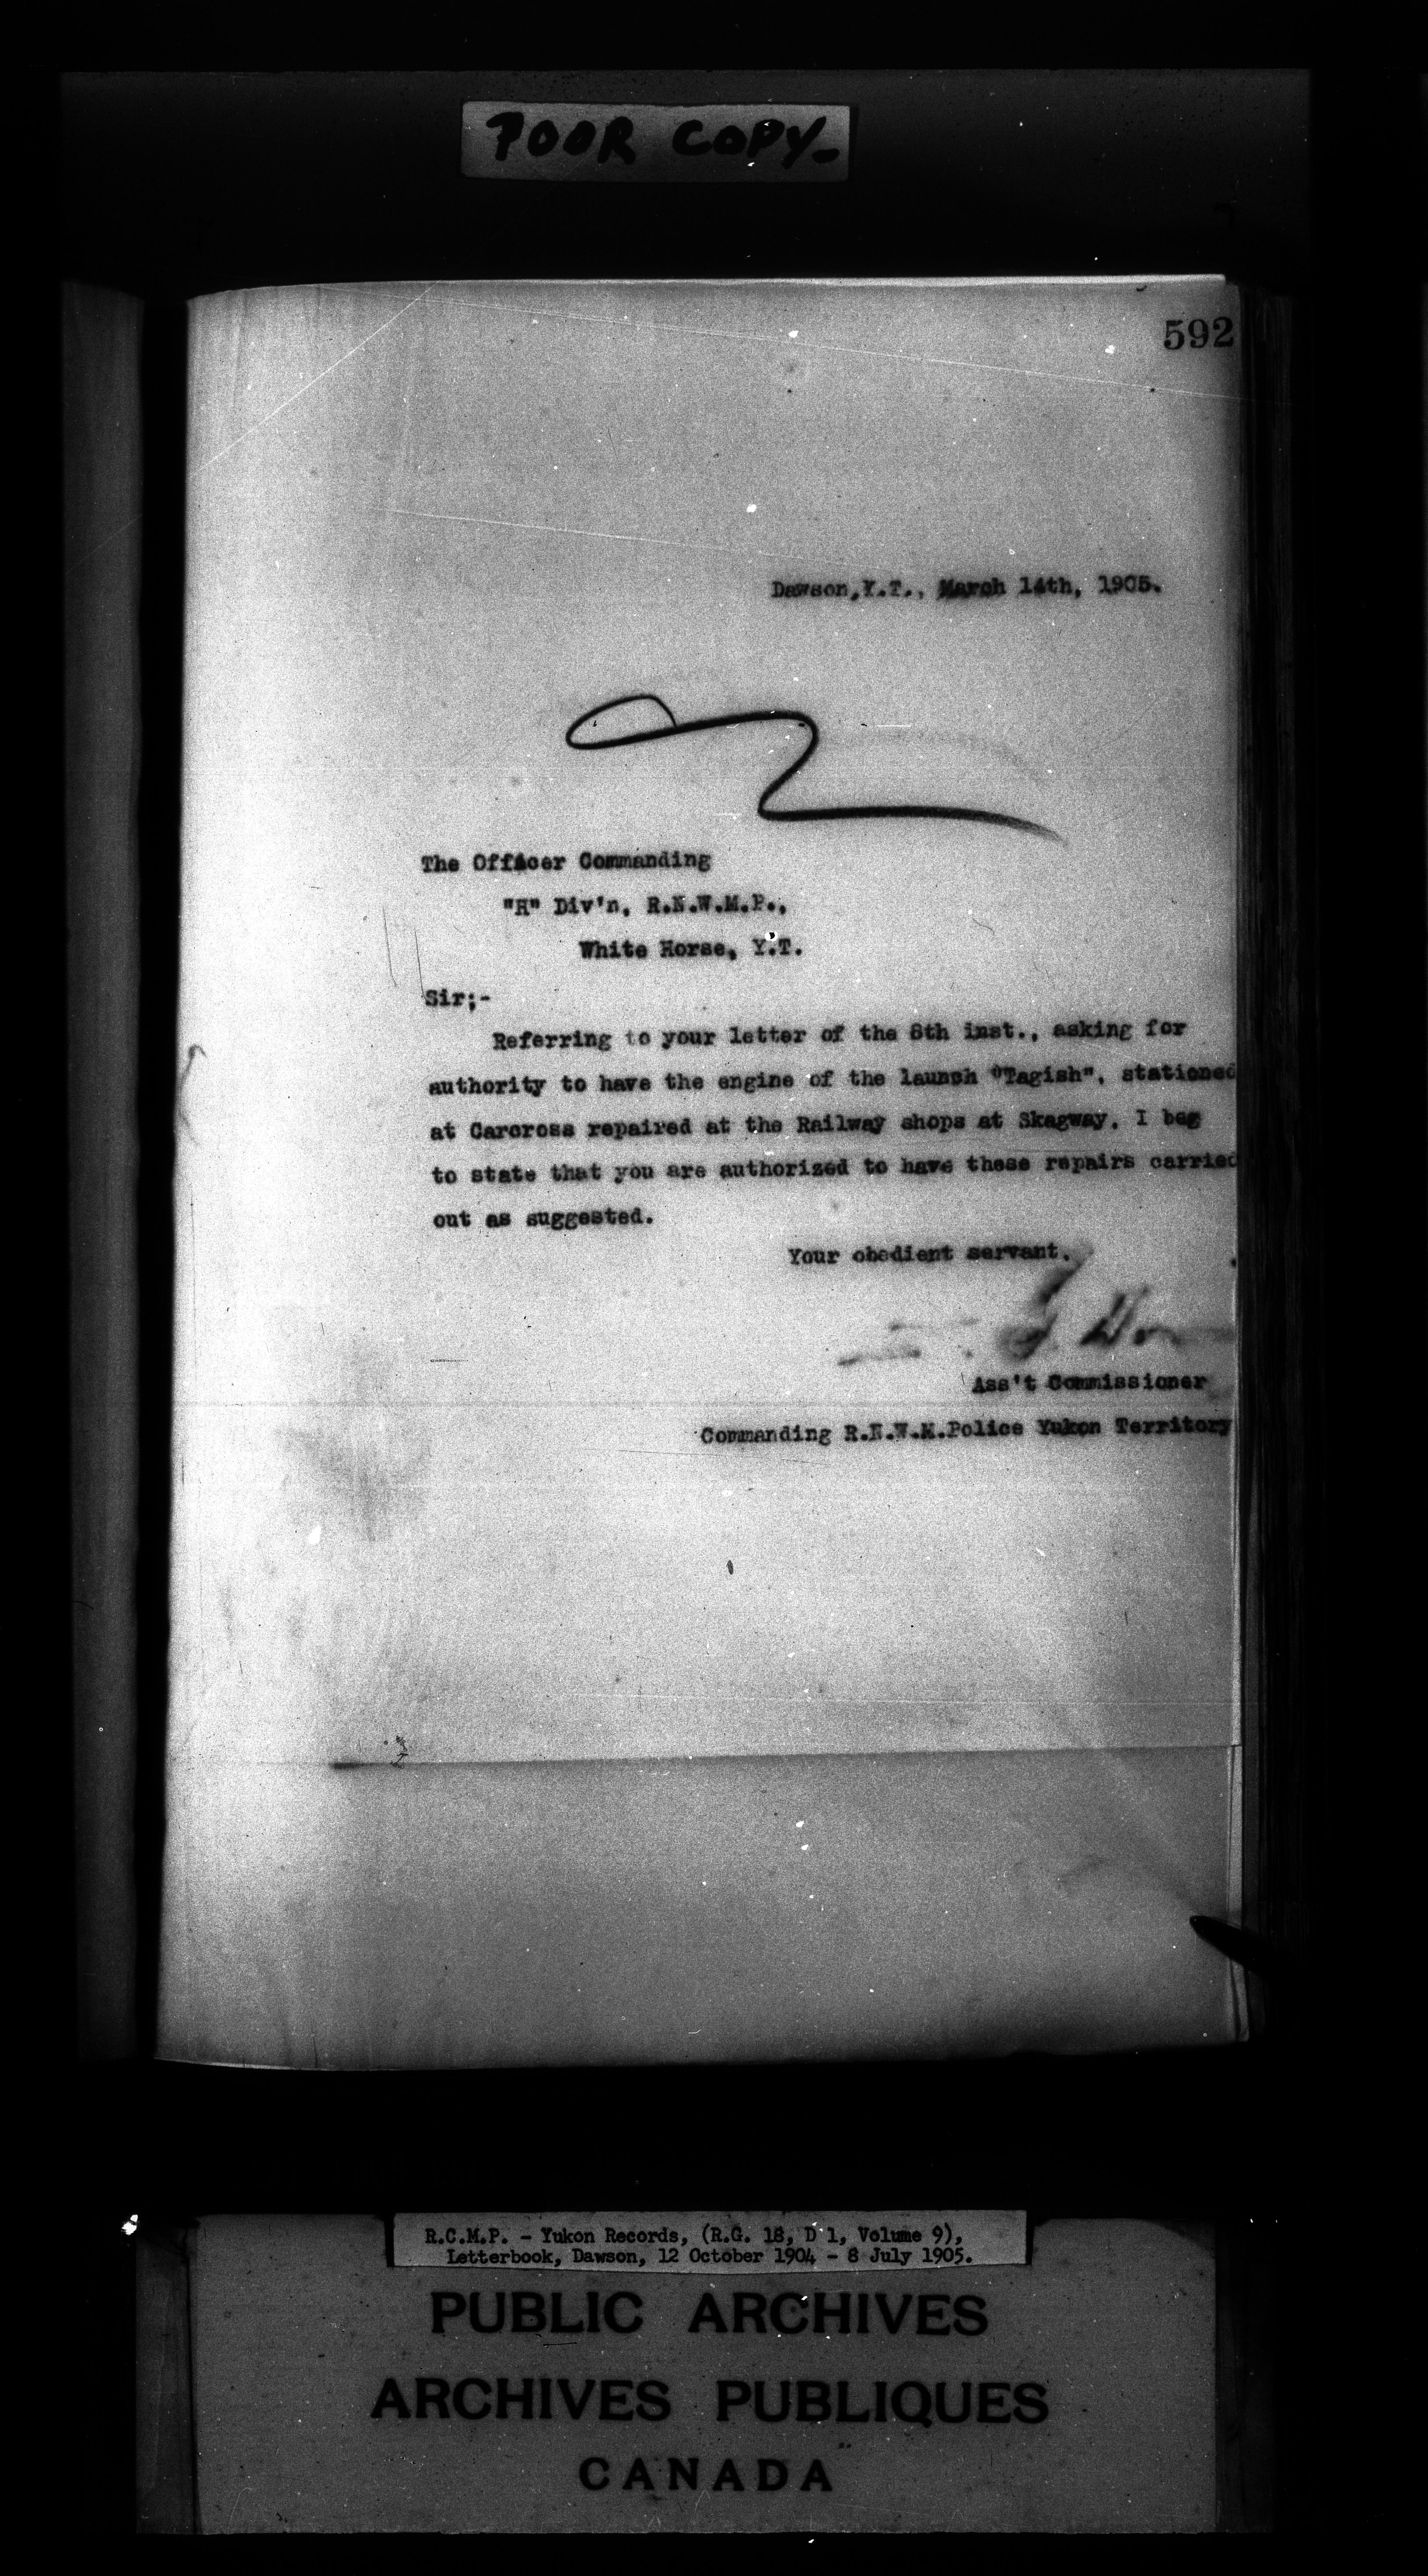 POOR COPY-
592
Dawson,Y.T., March 14th, 1905.
The Officer Commanding
"H" Div'n, R.N.W.M.P.,
White Horse, Y.T.
Sir;-
Referring to your letter of the 8th inst., asking for
authority to have the engine of the launch "Tagish", stationed
at Carcross repaired at the Railway shops at Skagway, I beg
to state that you are authorized to have these repairs carried
out as suggested.
Your obedient servant,
Ass't Commissioner
Commanding R.N.W.M.Police Yukon Territory
R.C.M.P. - Yukon Records, (R.G. 18, D 1, Volume 9),
Letterbook, Dawson, 12 October 1904 - 8 July 1905.
PUBLIC ARCHIVES
ARCHIVES PUBLIQUES
CANADA